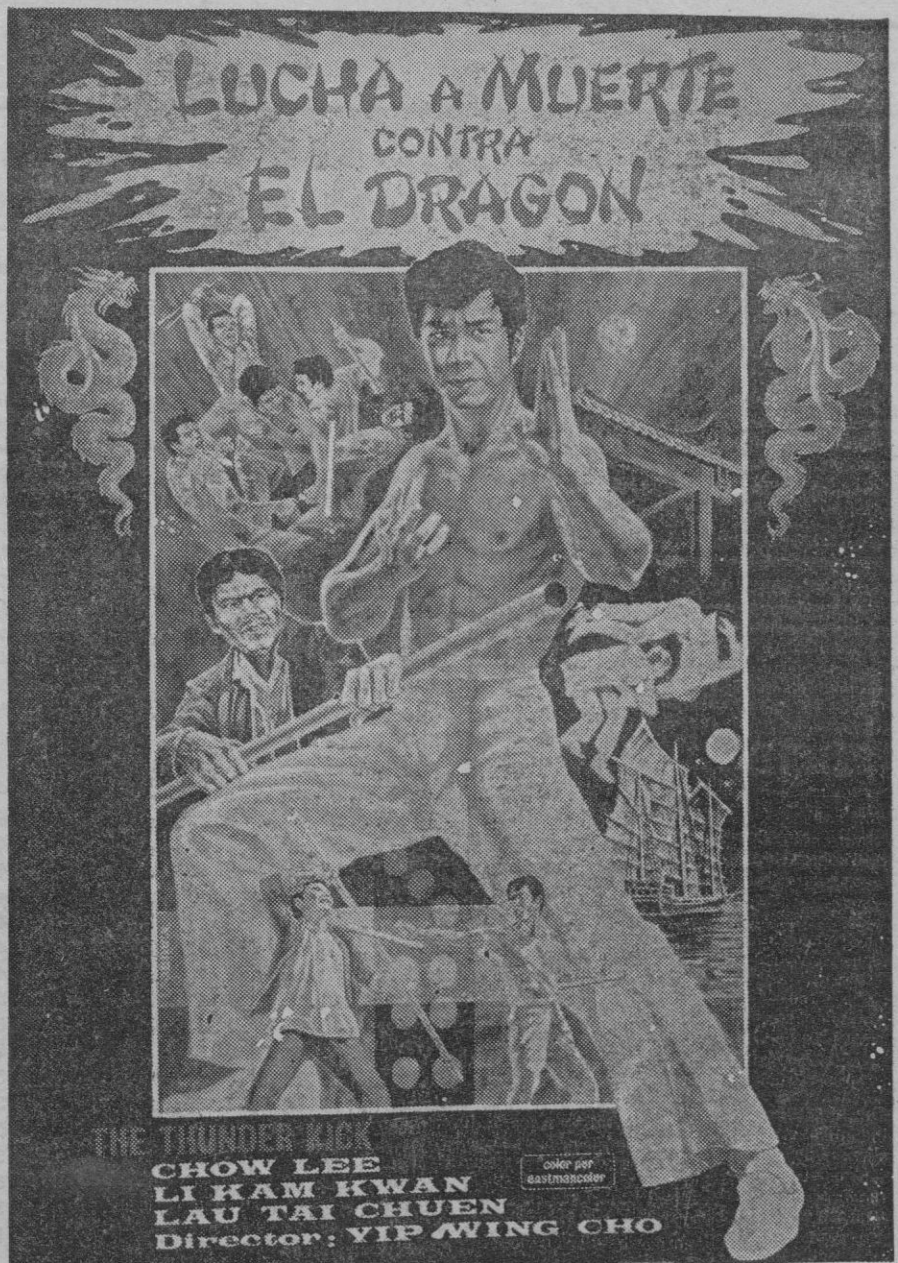 LUCHA A MUERTE
CONTRA
EL DRAGON
THE THUNDER KICK
CHOW LEE
LI KAM KWAN
LAU TAI CHUEN
Director: YIP WING CHO
color por
eastmancolor